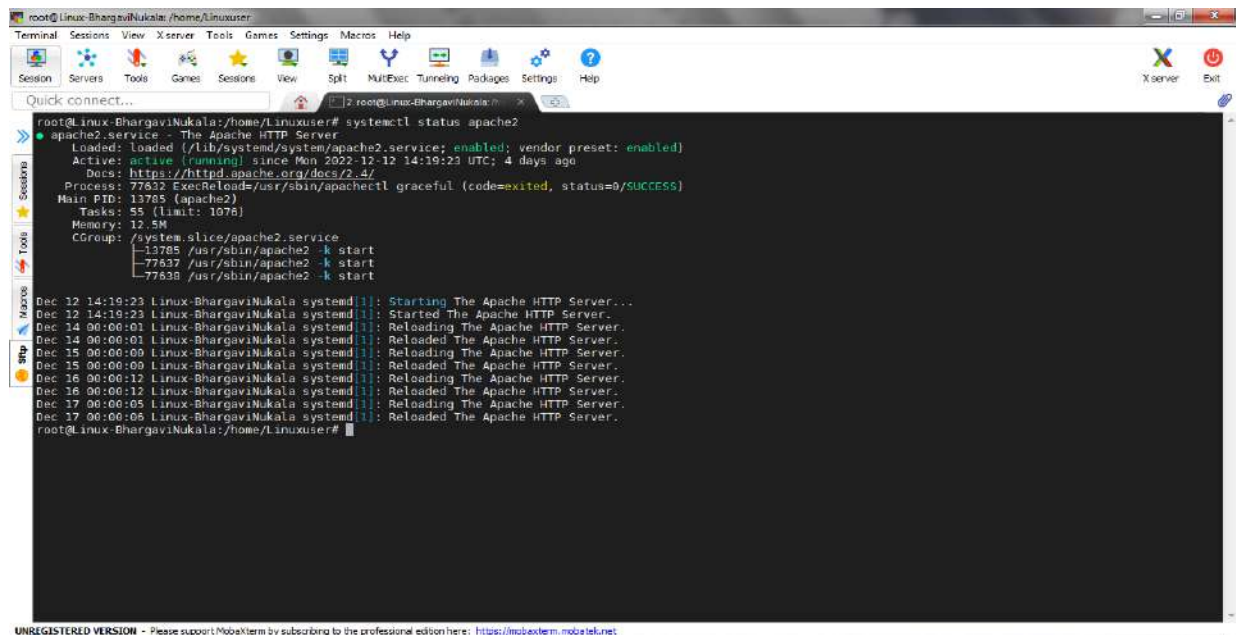 root@Linux-BhargaviNukala: /home/Linuxuser
Terminal Sessions View X server Tools Games Settings Macros Help
Session Servers Tools Games Sessions View Split MultiExec Tunneling Packages Settings Help X server Exit
Quick connect... 2. root@Linux-BhargaviNukala: /h
root@Linux-BhargaviNukala:/home/Linuxuser# systemctl status apache2
● apache2.service - The Apache HTTP Server
Loaded: loaded (/lib/systemd/system/apache2.service; enabled; vendor preset: enabled)
Active: active (running) since Mon 2022-12-12 14:19:23 UTC; 4 days ago
Docs: https://httpd.apache.org/docs/2.4/
Process: 77632 ExecReload=/usr/sbin/apachectl graceful (code=exited, status=0/SUCCESS)
Main PID: 13785 (apache2)
Tasks: 55 (limit: 1076)
Memory: 12.5M
CGroup: /system.slice/apache2.service
├─13785 /usr/sbin/apache2 -k start
├─77637 /usr/sbin/apache2 -k start
└─77638 /usr/sbin/apache2 -k start
Dec 12 14:19:23 Linux-BhargaviNukala systemd[1]: Starting The Apache HTTP Server...
Dec 12 14:19:23 Linux-BhargaviNukala systemd[1]: Started The Apache HTTP Server.
Dec 14 00:00:01 Linux-BhargaviNukala systemd[1]: Reloading The Apache HTTP Server.
Dec 14 00:00:01 Linux-BhargaviNukala systemd[1]: Reloaded The Apache HTTP Server.
Dec 15 00:00:00 Linux-BhargaviNukala systemd[1]: Reloading The Apache HTTP Server.
Dec 15 00:00:00 Linux-BhargaviNukala systemd[1]: Reloaded The Apache HTTP Server.
Dec 16 00:00:12 Linux-BhargaviNukala systemd[1]: Reloading The Apache HTTP Server.
Dec 16 00:00:12 Linux-BhargaviNukala systemd[1]: Reloaded The Apache HTTP Server.
Dec 17 00:00:05 Linux-BhargaviNukala systemd[1]: Reloading The Apache HTTP Server.
Dec 17 00:00:06 Linux-BhargaviNukala systemd[1]: Reloaded The Apache HTTP Server.
root@Linux-BhargaviNukala:/home/Linuxuser#
Sessions
Tools
Macros
Sftp
UNREGISTERED VERSION - Please support MobaXterm by subscribing to the professional edition here: https://mobaxterm.mobatek.net